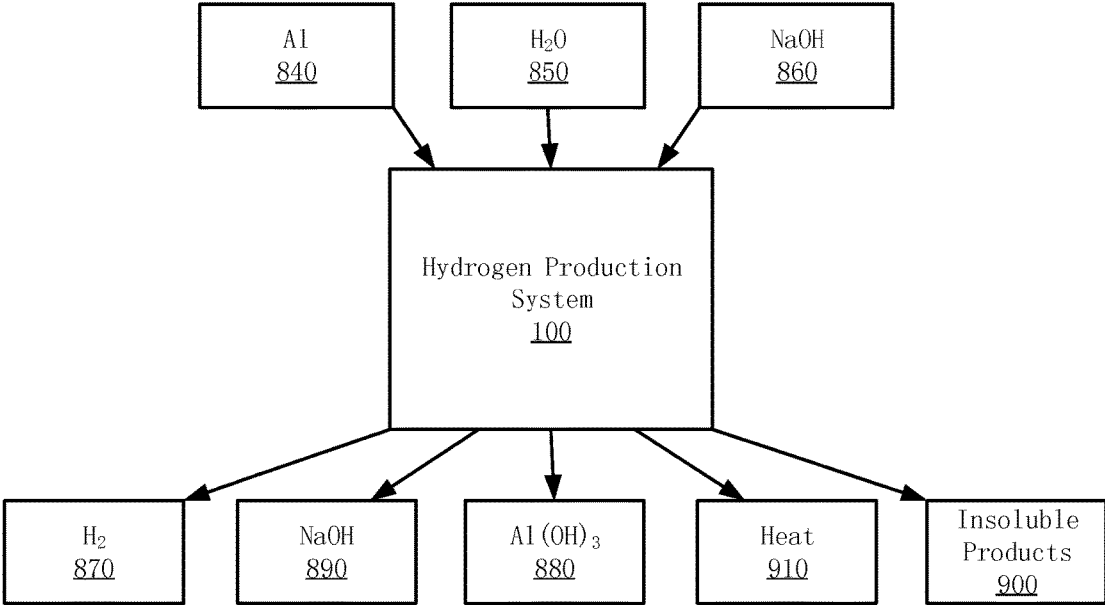 Al
840
H₂O
850
NaOH
860
Hydrogen Production
System
100
H₂
870
NaOH
890
Al(OH)₃
880
Heat
910
Insoluble
Products
900